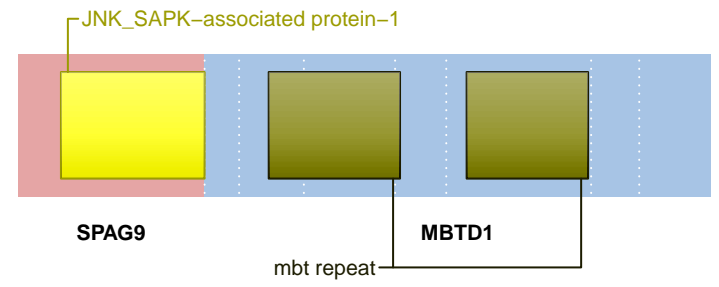 JNK_SAPK−associated protein−1
SPAG9
MBTD1
mbt repeat